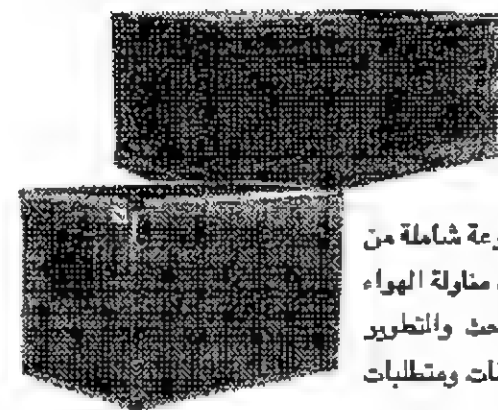 شاملة من
مناولة الهواء
والتطوير
ومتطلبات